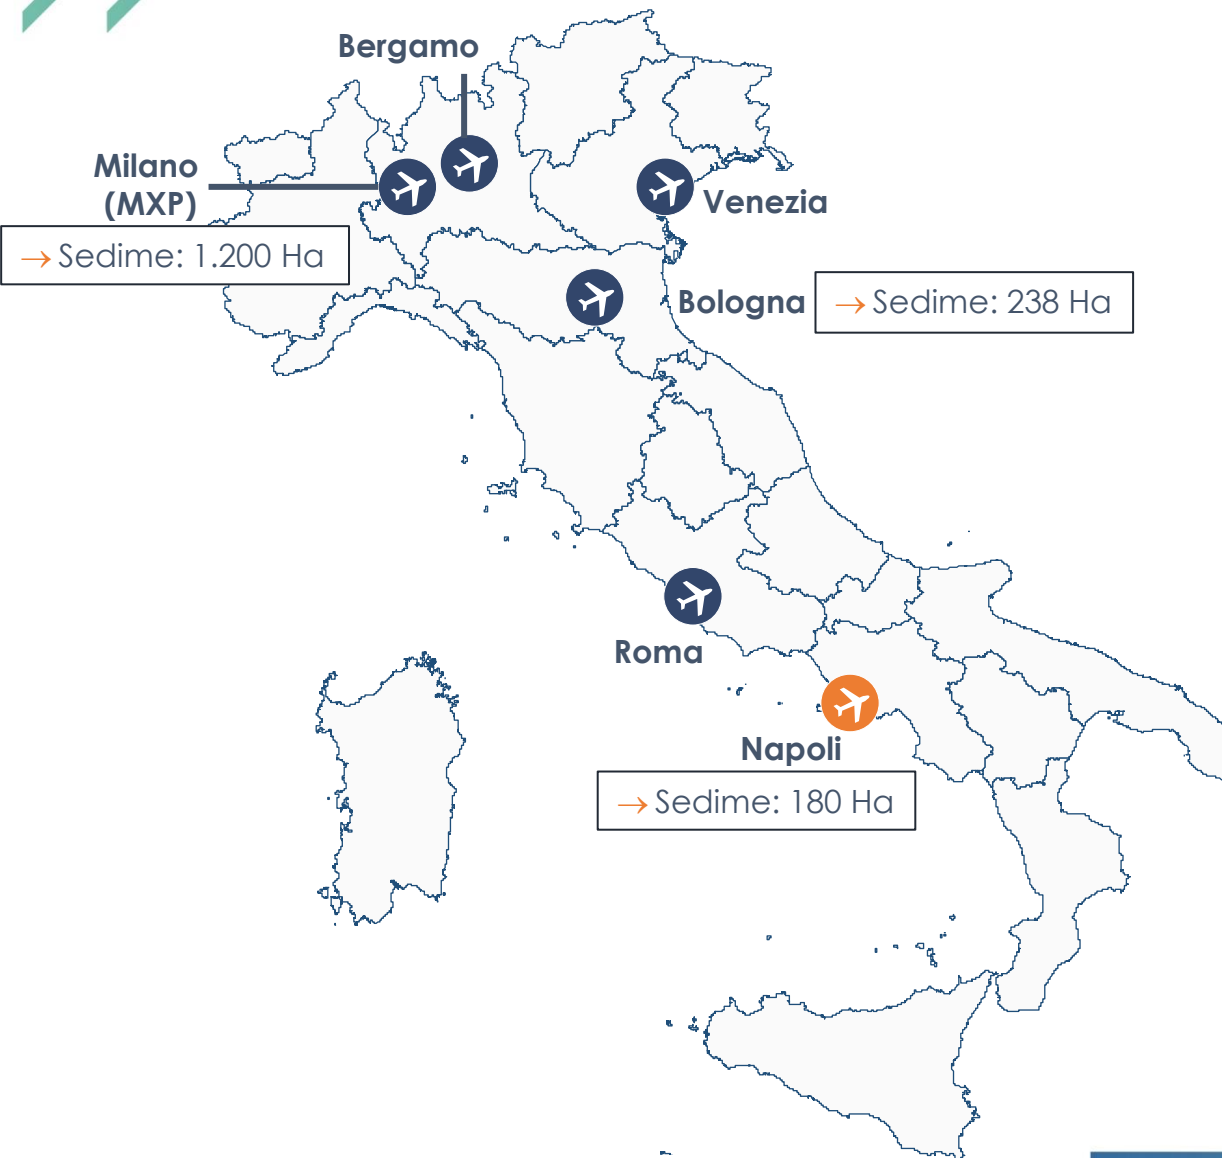 Bergamo
Milano
(MXP)
→ Sedime: 1.200 Ha
Venezia
Bologna
→ Sedime: 238 Ha
Roma
Napoli
→ Sedime: 180 Ha